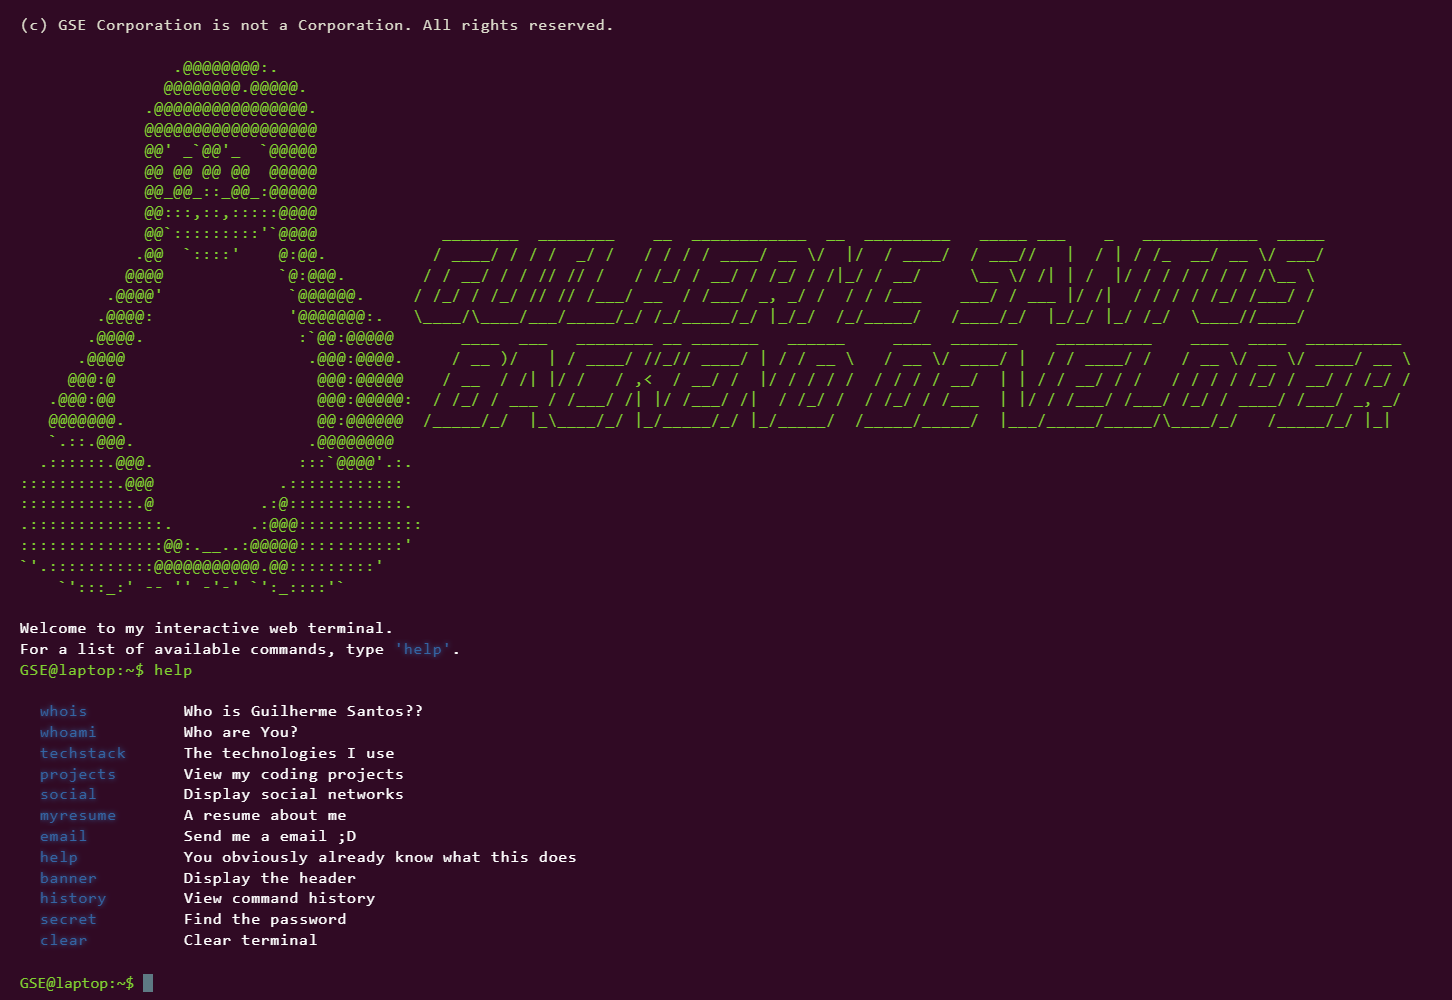 (c) GSE Corporation is not a Corporation. All rights reserved.
GUILHERME SANTOS
BACKEND DEVELOPER
Welcome to my interactive web terminal.
For a list of available commands, type 'help'.
GSE@laptop:~$ help
whois Who is Guilherme Santos??
whoami Who are You?
techstack The technologies I use
projects View my coding projects
social Display social networks
myresume A resume about me
email Send me a email ;D
help You obviously already know what this does
banner Display the header
history View command history
secret Find the password
clear Clear terminal
GSE@laptop:~$